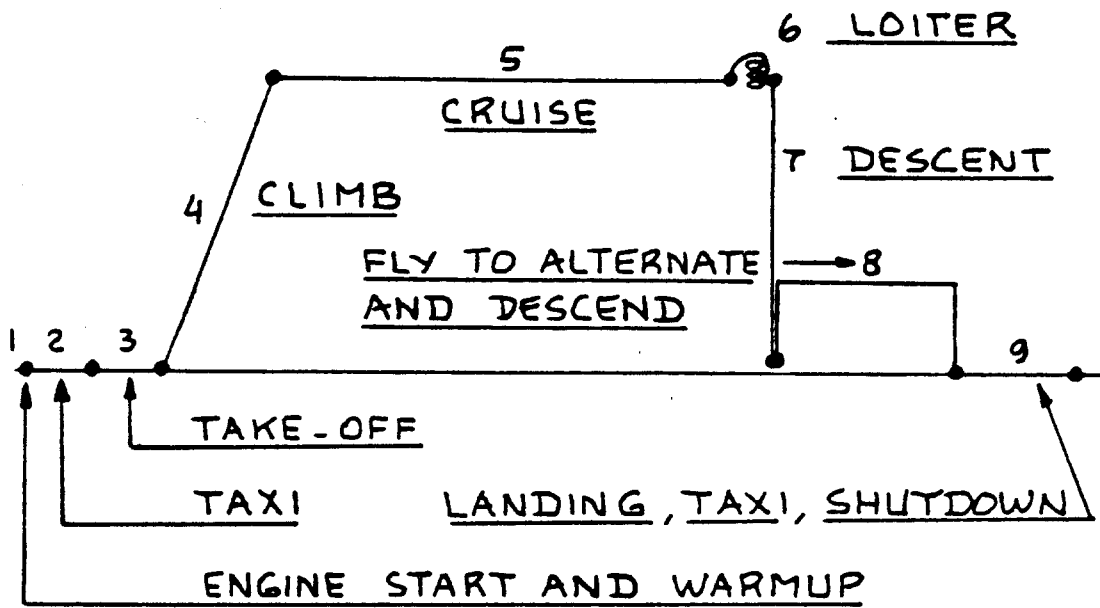 6 LOITER
5
CRUISE
7 DESCENT
4 CLIMB
FLY TO ALTERNATE → 8
AND DESCEND
1 2 3
9
TAKE-OFF
TAXI
LANDING, TAXI, SHUTDOWN
ENGINE START AND WARMUP